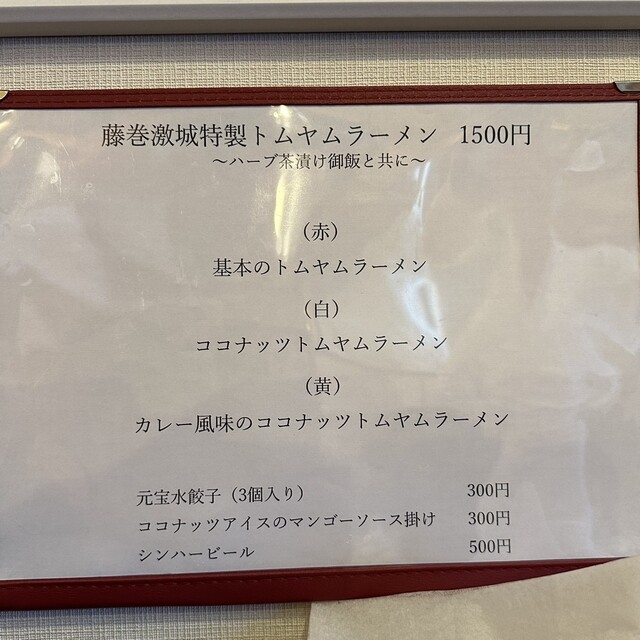 藤巻激城特製トムヤムラーメン 1500円
～ハーブ茶漬け御飯と共に～
（赤）
基本のトムヤムラーメン
（白）
ココナッツトムヤムラーメン
（黄）
カレー風味のココナッツトムヤムラーメン
元宝水餃子（3個入り） 300円
ココナッツアイスのマンゴーソース掛け 300円
シンハービール 500円